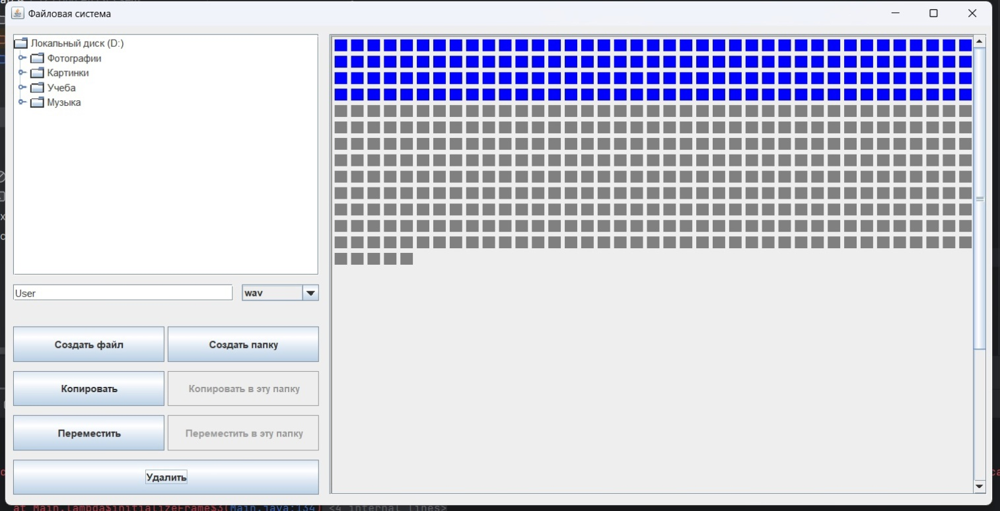 Файловая система
Локальный диск (D:)
Фотографии
Картинки
Учеба
Музыка
User
wav
Создать файл
Создать папку
Копировать
Копировать в эту папку
Переместить
Переместить в эту папку
Удалить
at Main.lambda$initializeFrame$3(Main.java:134) <4 internal lines>